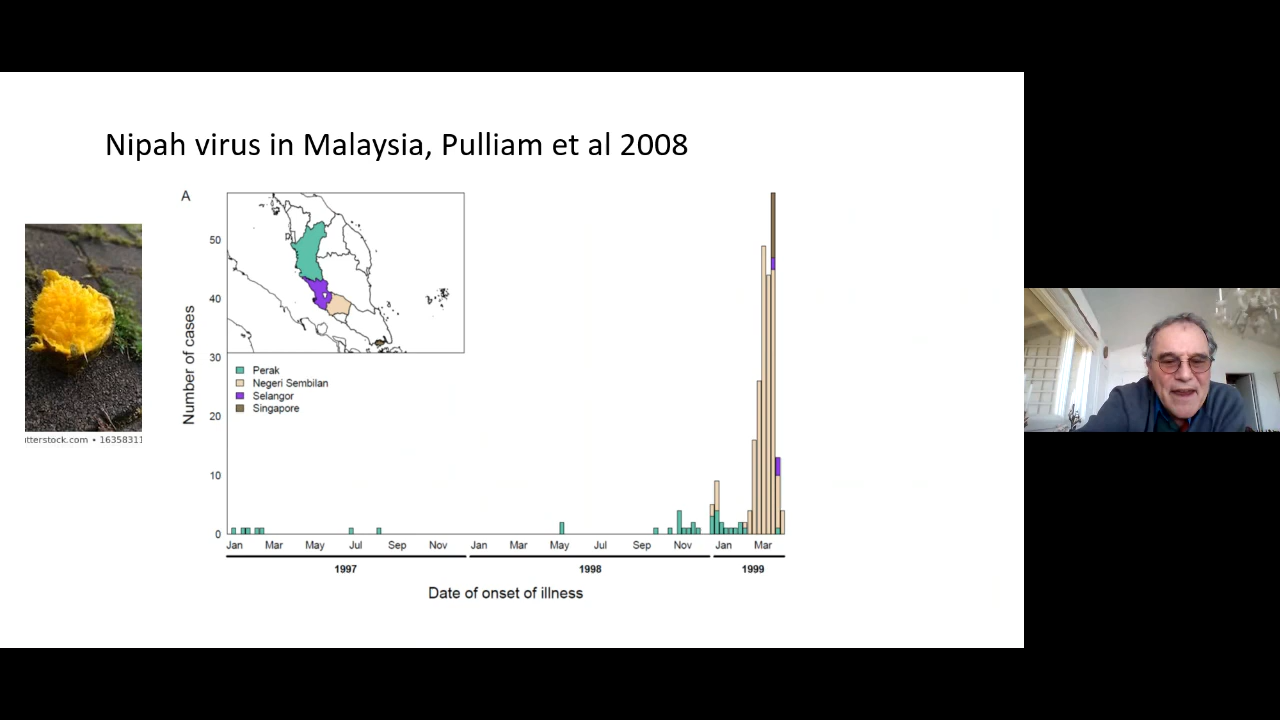 Nipah virus in Malaysia, Pulliam et al 2008
A
50
40
30
20
10
0
Number of cases
Perak
Negeri Sembilan
Selangor
Singapore
Jan Mar May Jul Sep Nov Jan Mar May Jul Sep Nov Jan Mar
1997 1998 1999
Date of onset of illness
tterstock.com • 16358311